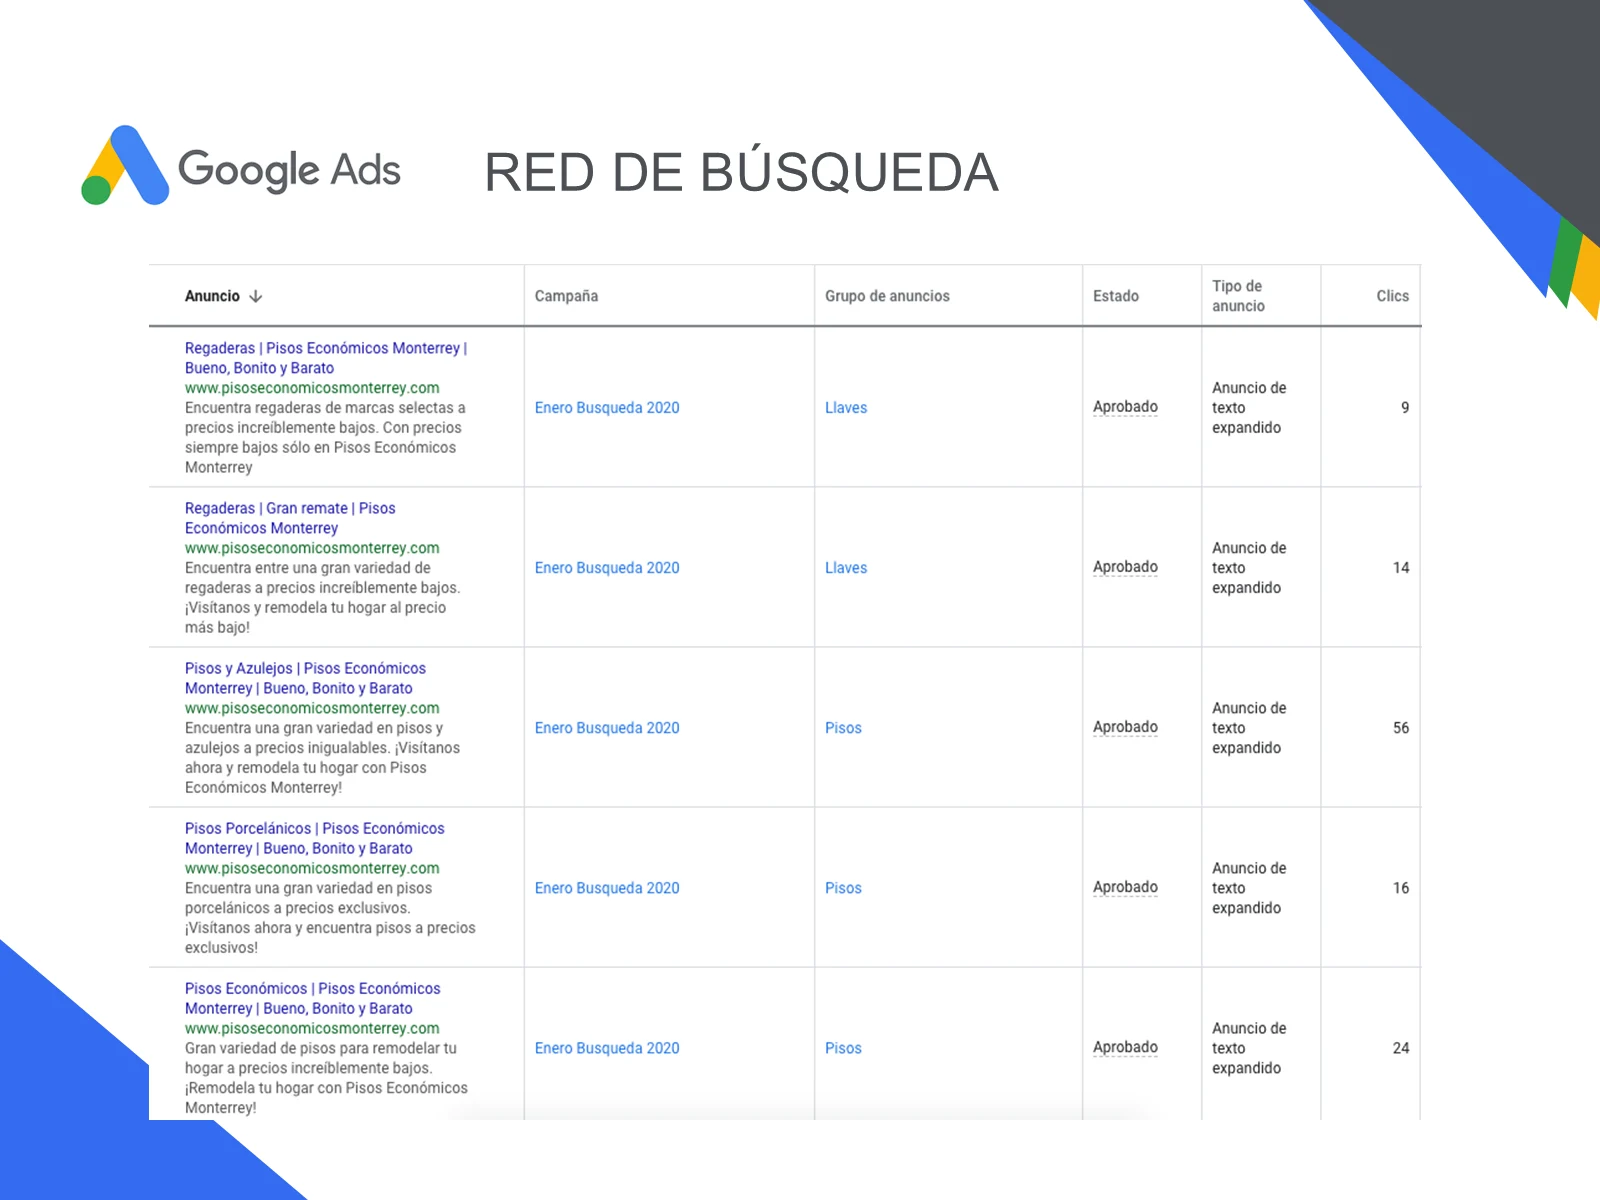 Google Ads
RED DE BÚSQUEDA
Anuncio
Campaña
Grupo de anuncios
Estado
Tipo de
anuncio
Clics
Regaderas | Pisos Económicos Monterrey |
Bueno, Bonito y Barato
www.pisoseconomicosmonterrey.com
Encuentra regaderas de marcas selectas a
precios increíblemente bajos. Con precios
siempre bajos sólo en Pisos Económicos
Monterrey
Enero Busqueda 2020
Llaves
Aprobado
Anuncio de
texto
expandido
9
Regaderas | Gran remate | Pisos
Económicos Monterrey
www.pisoseconomicosmonterrey.com
Encuentra entre una gran variedad de
regaderas a precios increíblemente bajos.
¡Visítanos y remodela tu hogar al precio
más bajo!
Enero Busqueda 2020
Llaves
Aprobado
Anuncio de
texto
expandido
14
Pisos y Azulejos | Pisos Económicos
Monterrey | Bueno, Bonito y Barato
www.pisoseconomicosmonterrey.com
Encuentra una gran variedad en pisos y
azulejos a precios inigualables. ¡Visítanos
ahora y remodela tu hogar con Pisos
Económicos Monterrey!
Enero Busqueda 2020
Pisos
Aprobado
Anuncio de
texto
expandido
56
Pisos Porcelánicos | Pisos Económicos
Monterrey | Bueno, Bonito y Barato
www.pisoseconomicosmonterrey.com
Encuentra una gran variedad en pisos
porcelánicos a precios exclusivos.
¡Visítanos ahora y encuentra pisos a precios
exclusivos!
Enero Busqueda 2020
Pisos
Aprobado
Anuncio de
texto
expandido
16
Pisos Económicos | Pisos Económicos
Monterrey | Bueno, Bonito y Barato
www.pisoseconomicosmonterrey.com
Gran variedad de pisos para remodelar tu
hogar a precios increíblemente bajos.
¡Remodela tu hogar con Pisos Económicos
Monterrey!
Enero Busqueda 2020
Pisos
Aprobado
Anuncio de
texto
expandido
24